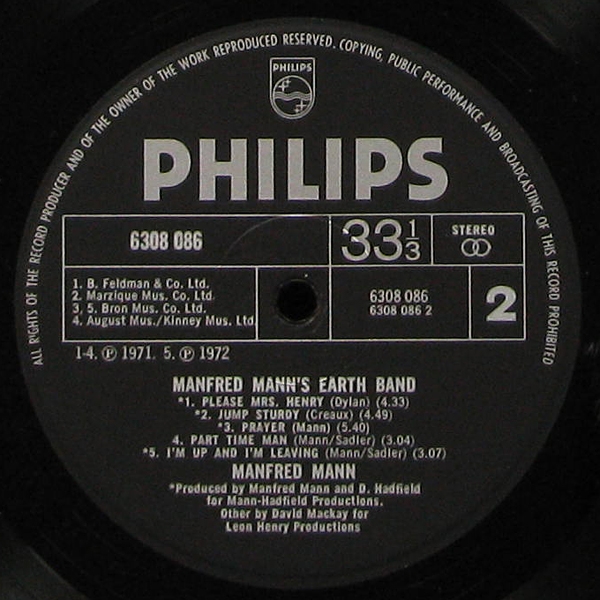 ALL RIGHTS OF THE RECORD PRODUCER AND OF THE OWNER OF THE WORK REPRODUCED RESERVED. COPYING, PUBLIC PERFORMANCE AND BROADCASTING OF THIS RECORD PROHIBITED
PHILIPS
PHILIPS
6308 086
33 1/3
STEREO
1. B. Feldman & Co. Ltd.
2. Marzique Mus. Co. Ltd.
3, 5. Bron Mus. Co. Ltd.
4. August Mus./Kinney Mus. Ltd.
6308 086
6308 086 2
2
1-4. ℗ 1971. 5. ℗ 1972
MANFRED MANN'S EARTH BAND
*1. PLEASE MRS. HENRY (Dylan) (4.33)
*2. JUMP STURDY (Creaux) (4.49)
*3. PRAYER (Mann) (5.40)
4. PART TIME MAN (Mann/Sadler) (3.04)
*5. I'M UP AND I'M LEAVING (Mann/Sadler) (3.07)
MANFRED MANN
*Produced by Manfred Mann and D. Hadfield
for Mann-Hadfield Productions.
Other by David Mackay for
Leon Henry Productions